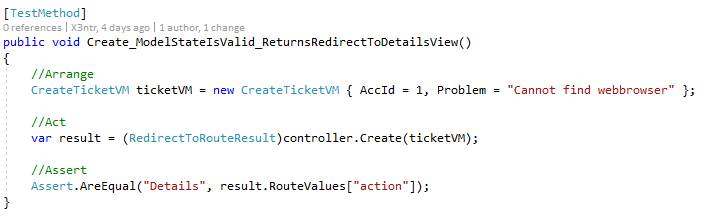 [TestMethod]
0 references | X3ntr, 4 days ago | 1 author, 1 change
public void Create_ModelStateIsValid_ReturnsRedirectToDetailsView()
{
    //Arrange
    CreateTicketVM ticketVM = new CreateTicketVM { AccId = 1, Problem = "Cannot find webbrowser" };
    //Act
    var result = (RedirectToRouteResult)controller.Create(ticketVM);
    //Assert
    Assert.AreEqual("Details", result.RouteValues["action"]);
}